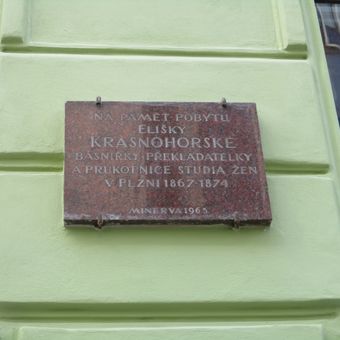 NA PAMĚŤ POBYTU
ELIŠKY
KRÁSNOHORSKÉ
BÁSNÍŘKY PŘEKLADATELKY
A PRŮKOPNICE STUDIA ŽEN
V PLZNI 1867-1874
MINERVA 1965